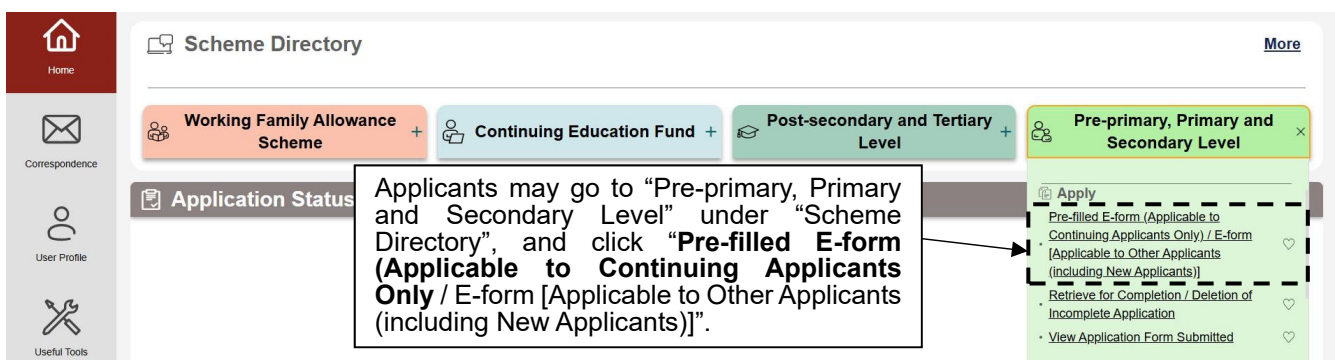 Home
Correspondence
User Profile
Useful Tools
Scheme Directory
More
Working Family Allowance
Scheme
+
Continuing Education Fund +
Post-secondary and Tertiary
Level
+
Pre-primary, Primary and
Secondary Level
×
Application Status
Applicants may go to “Pre-primary, Primary
and Secondary Level” under “Scheme
Directory”, and click “Pre-filled E-form
(Applicable to Continuing Applicants
Only / E-form [Applicable to Other Applicants
(including New Applicants)]”.
Apply
Pre-filled E-form (Applicable to
Continuing Applicants Only) / E-form
[Applicable to Other Applicants
(including New Applicants)]
Retrieve for Completion / Deletion of
Incomplete Application
View Application Form Submitted